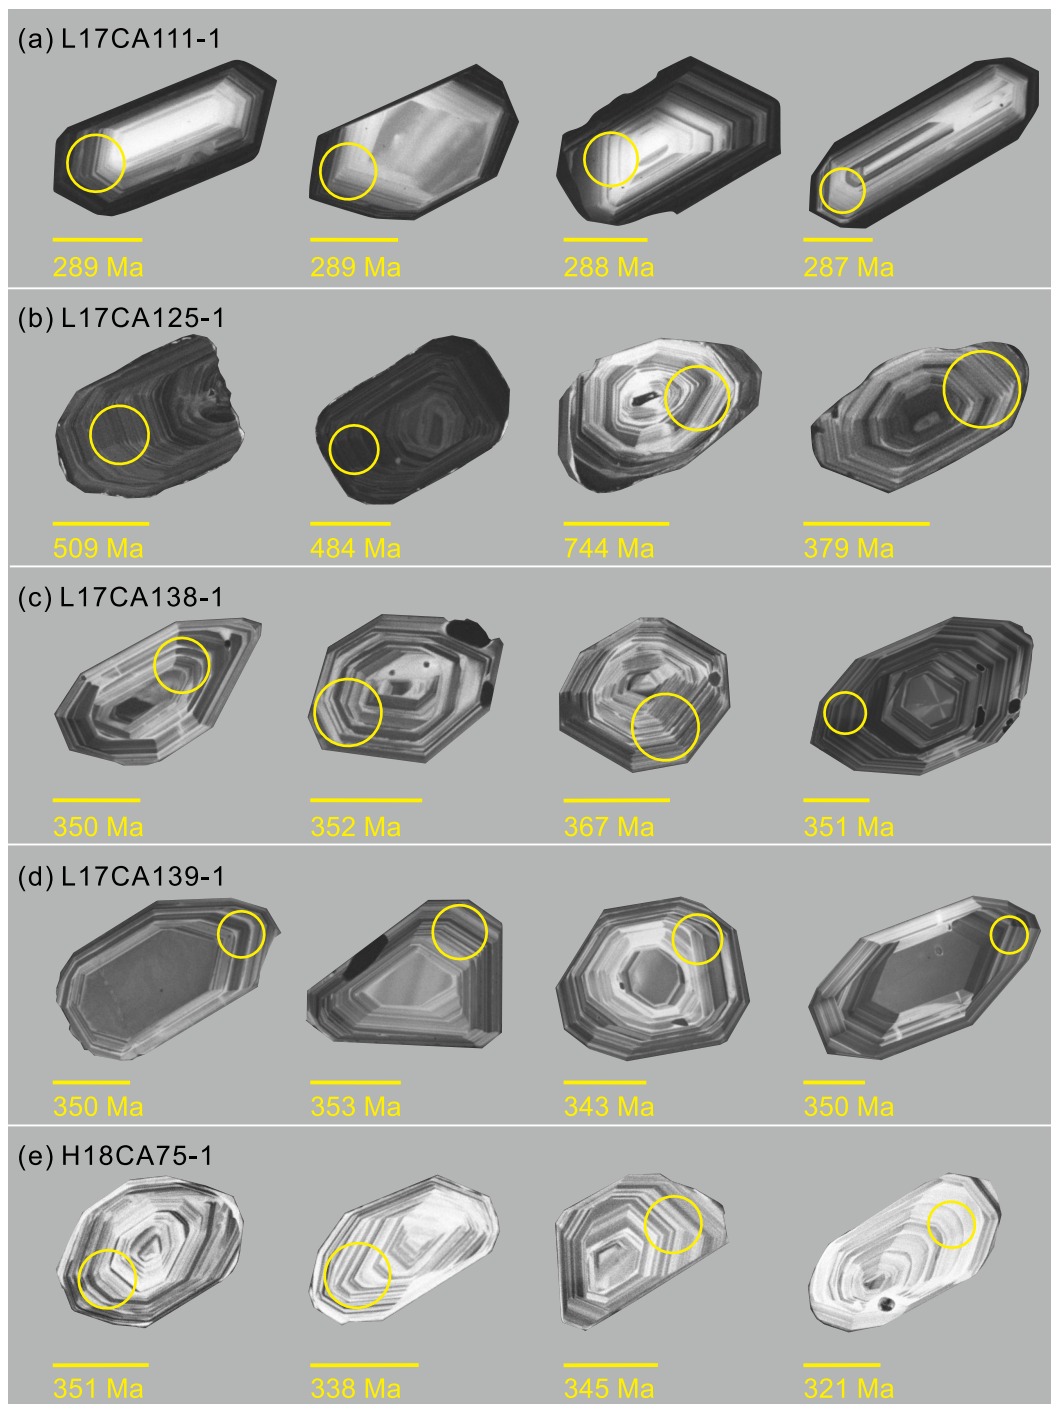 (a) L17CA111-1
289 Ma 289 Ma 288 Ma 287 Ma
(b) L17CA125-1
509 Ma 484 Ma 744 Ma 379 Ma
(c) L17CA138-1
350 Ma 352 Ma 367 Ma 351 Ma
(d) L17CA139-1
350 Ma 353 Ma 343 Ma 350 Ma
(e) H18CA75-1
351 Ma 338 Ma 345 Ma 321 Ma